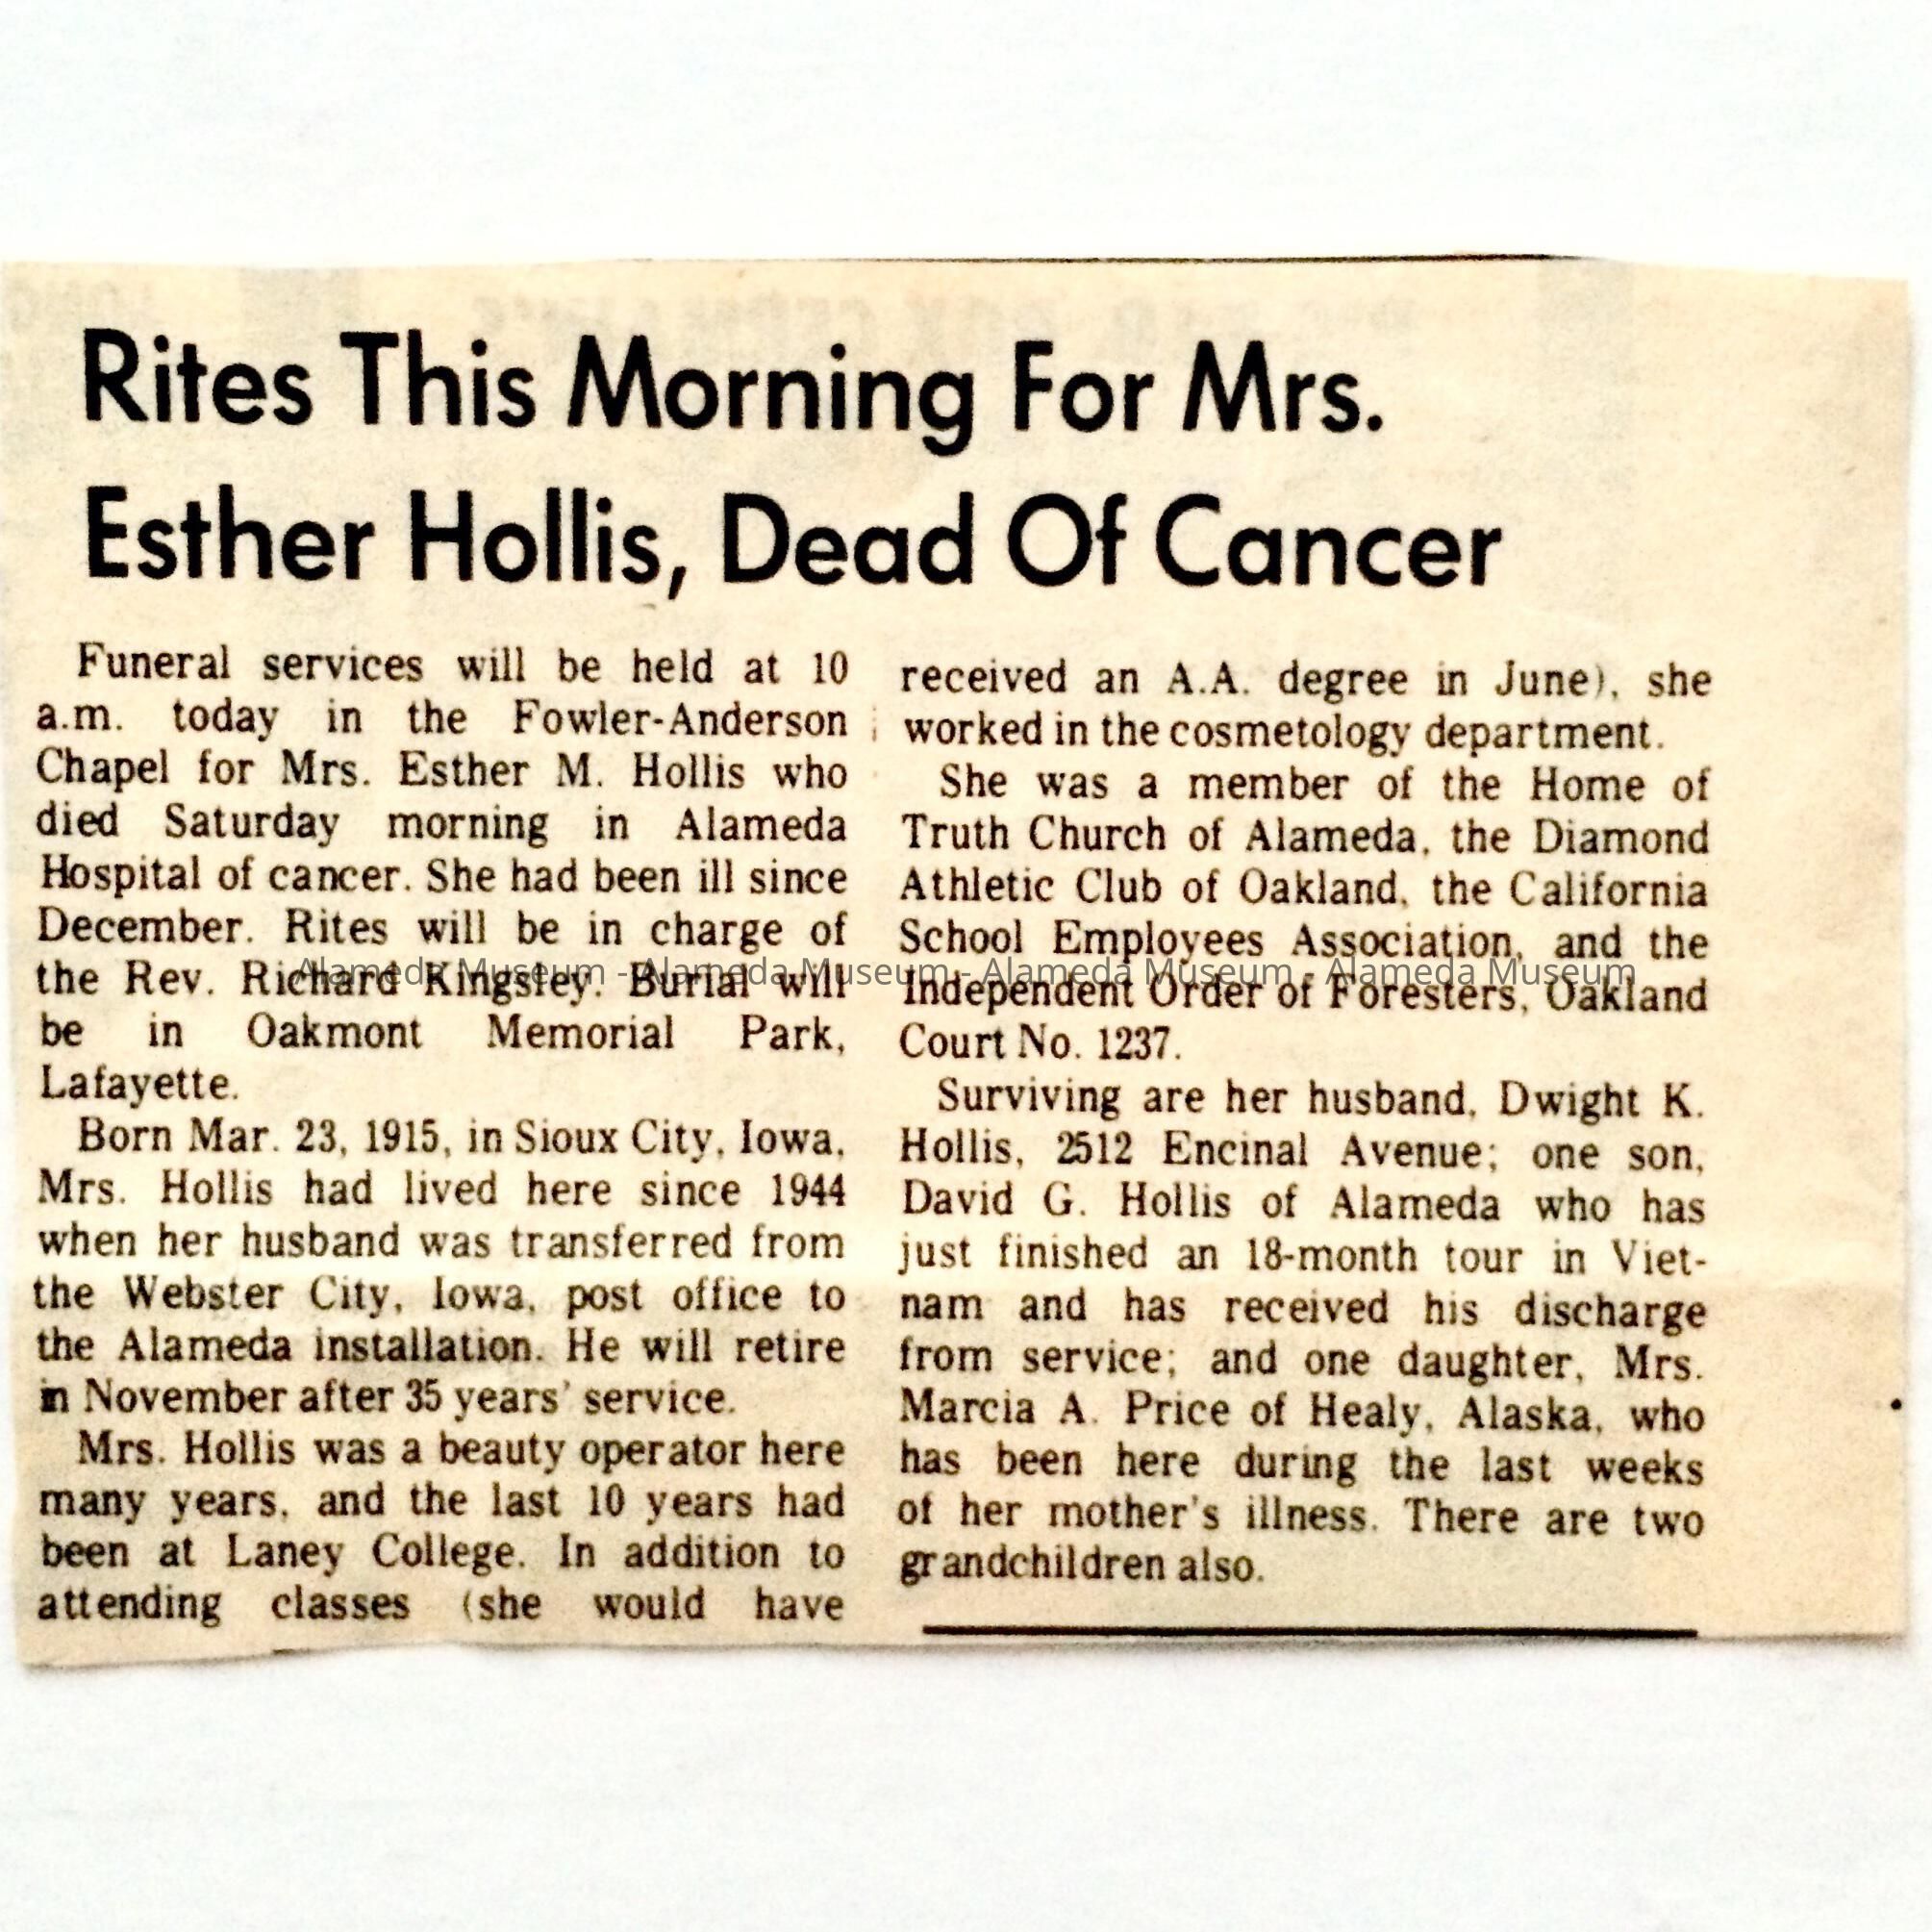 Rites This Morning For Mrs.
Esther Hollis, Dead Of Cancer
Funeral services will be held at 10
a.m. today in the Fowler-Anderson
Chapel for Mrs. Esther M. Hollis who
died Saturday morning in Alameda
Hospital of cancer. She had been ill since
December. Rites will be in charge of
the Rev. Richard Kingsley. Burial will
be in Oakmont Memorial Park,
Lafayette.
Born Mar. 23, 1915, in Sioux City, Iowa,
Mrs. Hollis had lived here since 1944
when her husband was transferred from
the Webster City, Iowa, post office to
the Alameda installation. He will retire
in November after 35 years' service.
Mrs. Hollis was a beauty operator here
many years, and the last 10 years had
been at Laney College. In addition to
attending classes (she would have
received an A.A. degree in June), she
worked in the cosmetology department.
She was a member of the Home of
Truth Church of Alameda, the Diamond
Athletic Club of Oakland, the California
School Employees Association, and the
Independent Order of Foresters, Oakland
Court No. 1237.
Surviving are her husband, Dwight K.
Hollis, 2512 Encinal Avenue; one son,
David G. Hollis of Alameda who has
just finished an 18-month tour in Viet-
nam and has received his discharge
from service; and one daughter, Mrs.
Marcia A. Price of Healy, Alaska, who
has been here during the last weeks
of her mother's illness. There are two
grandchildren also.
Alameda Museum - Alameda Museum - Alameda Museum - Alameda Museum